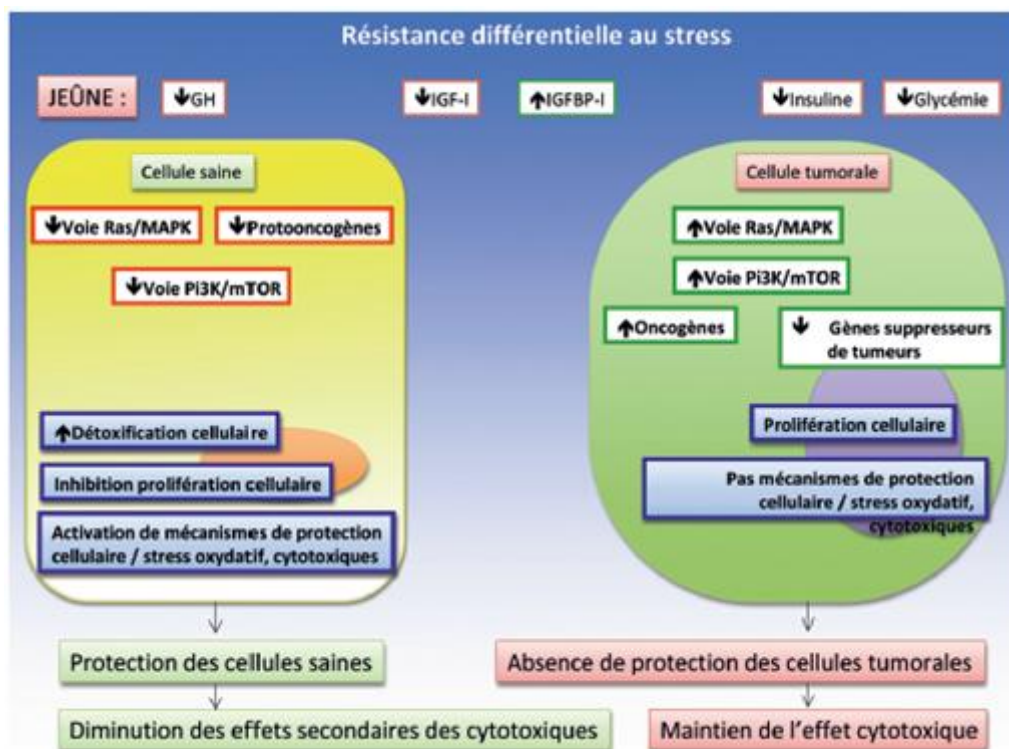 Résistance différentielle au stress
JEÛNE :
↓GH
↓IGF-I
↑IGFBP-I
↓Insuline
↓Glycémie
Cellule saine
↓Voie Ras/MAPK
↓Protooncogènes
↓Voie Pi3K/mTOR
↑Détoxification cellulaire
Inhibition prolifération cellulaire
Activation de mécanismes de protection
cellulaire / stress oxydatif, cytotoxiques
Protection des cellules saines
Diminution des effets secondaires des cytotoxiques
Cellule tumorale
↑Voie Ras/MAPK
↑Voie Pi3K/mTOR
↑Oncogènes
↓ Gènes suppresseurs
de tumeurs
Prolifération cellulaire
Pas mécanismes de protection
cellulaire / stress oxydatif,
cytotoxiques
Absence de protection des cellules tumorales
Maintien de l'effet cytotoxique